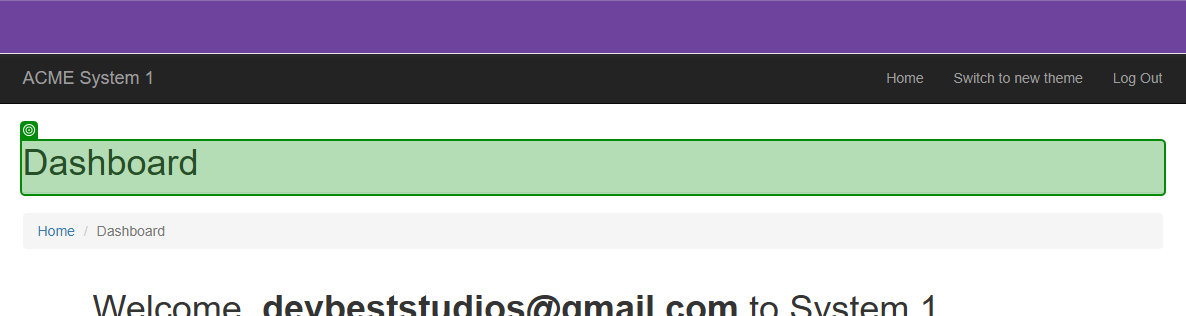 ACME System 1
Home Switch to new theme Log Out
Dashboard
Home / Dashboard
Welcome, devbeststudios@gmail.com to System 1